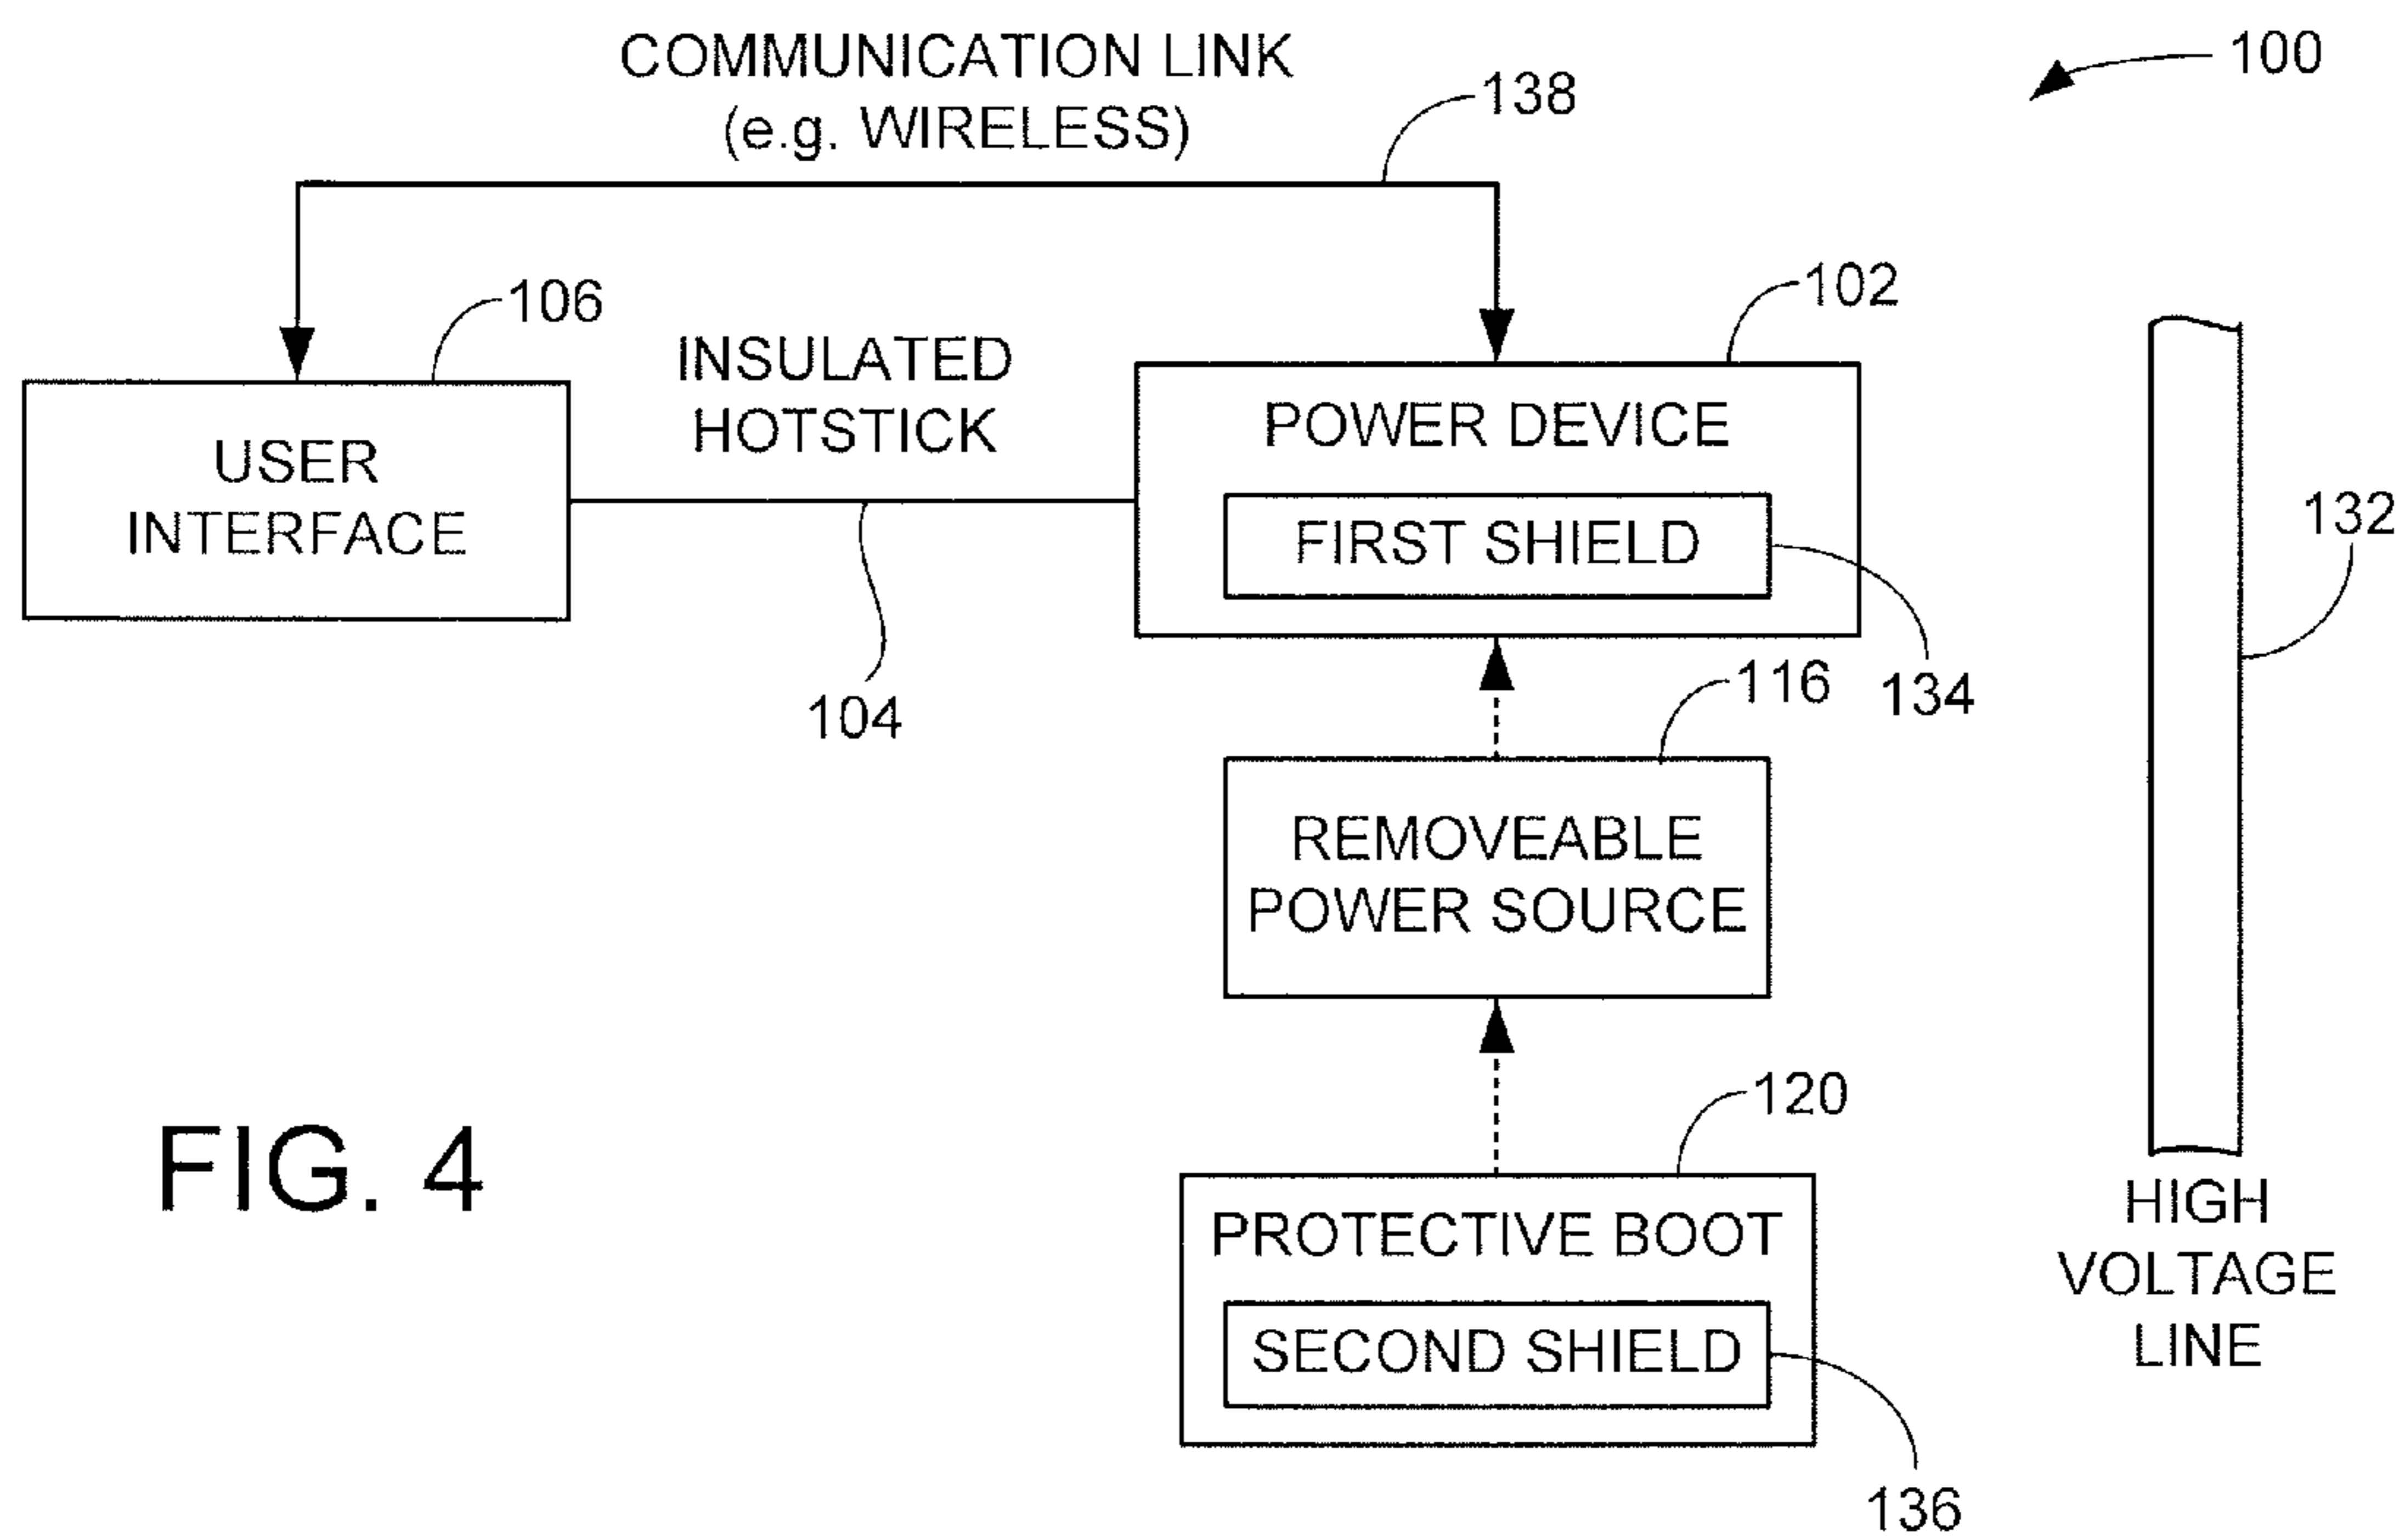 COMMUNICATION LINK
(e.g. WIRELESS)
138
100
106
102
INSULATED
HOTSTICK
USER
INTERFACE
POWER DEVICE
FIRST SHIELD
132
104
116
134
REMOVEABLE
POWER SOURCE
120
PROTECTIVE BOOT
SECOND SHIELD
136
HIGH
VOLTAGE
LINE
FIG. 4